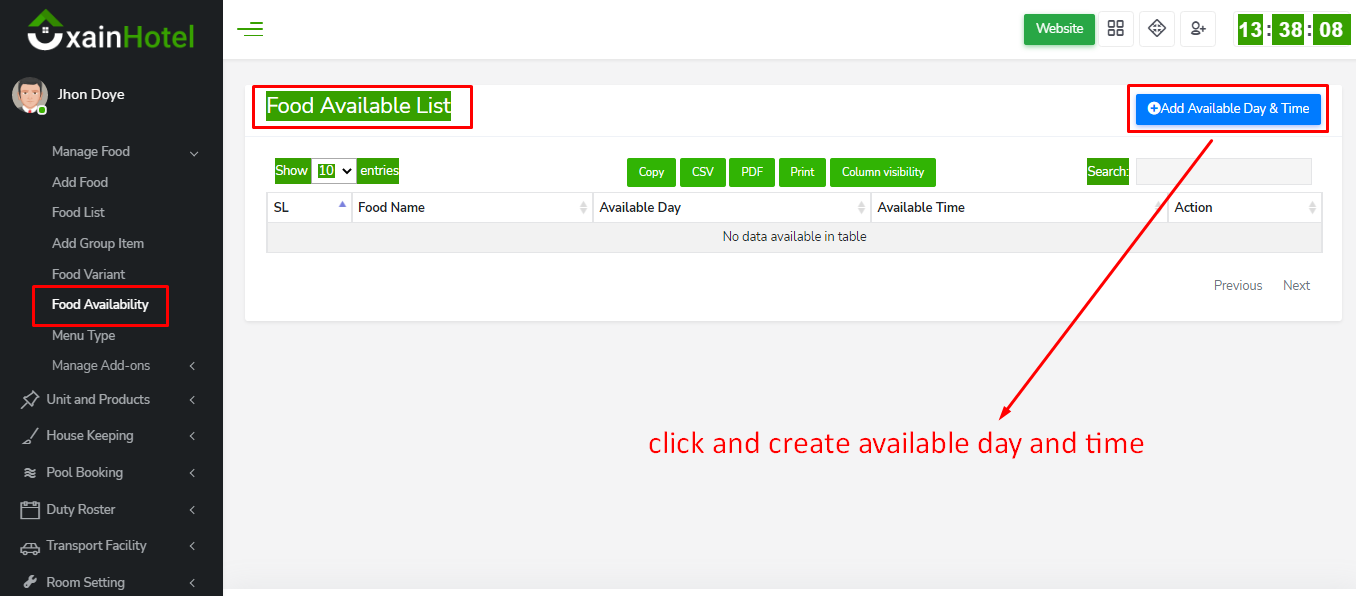 xainHotel
Website
13:38:08
Jhon Doye
Manage Food
Add Food
Food List
Add Group Item
Food Variant
Food Availability
Menu Type
Manage Add-ons
Unit and Products
House Keeping
Pool Booking
Duty Roster
Transport Facility
Room Setting
Food Available List
Add Available Day & Time
Show 10 entries
Copy CSV PDF Print Column visibility
Search:
SL Food Name Available Day Available Time Action
No data available in table
Previous Next
click and create available day and time